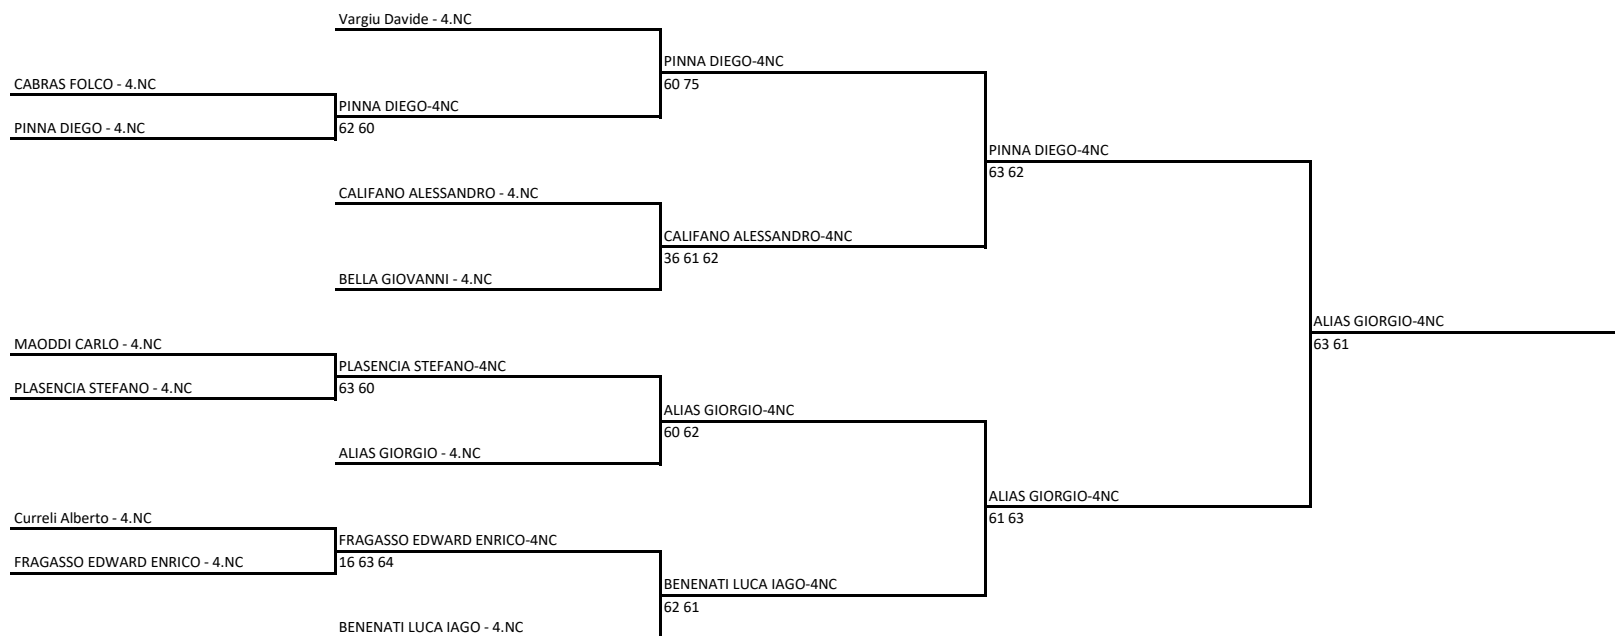 Vargiu Davide - 4.NC
PINNA DIEGO-4NC
CABRAS FOLCO - 4.NC
60 75
PINNA DIEGO-4NC
PINNA DIEGO - 4.NC
62 60
PINNA DIEGO-4NC
63 62
CALIFANO ALESSANDRO - 4.NC
CALIFANO ALESSANDRO-4NC
36 61 62
BELLA GIOVANNI - 4.NC
ALIAS GIORGIO-4NC
MAODDI CARLO - 4.NC
63 61
PLASENCIA STEFANO-4NC
PLASENCIA STEFANO - 4.NC
63 60
ALIAS GIORGIO-4NC
60 62
ALIAS GIORGIO - 4.NC
ALIAS GIORGIO-4NC
Curreli Alberto - 4.NC
61 63
FRAGASSO EDWARD ENRICO-4NC
FRAGASSO EDWARD ENRICO - 4.NC
16 63 64
BENENATI LUCA IAGO-4NC
62 61
BENENATI LUCA IAGO - 4.NC